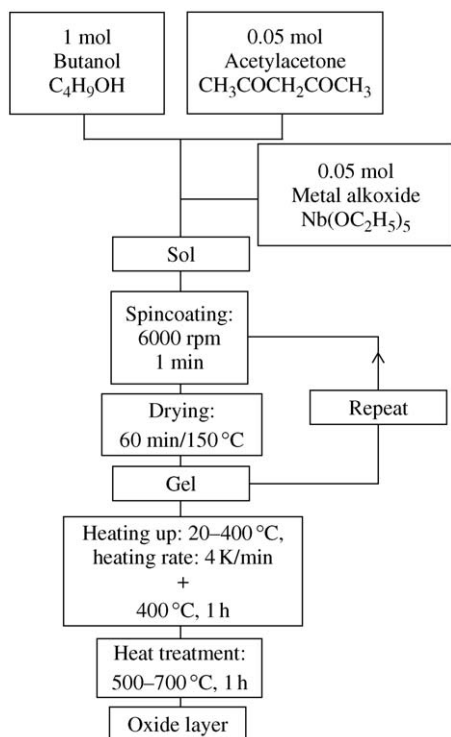 1 mol
Butanol
C₄H₉OH
0.05 mol
Acetylacetone
CH₃COCH₂COCH₃
0.05 mol
Metal alkoxide
Nb(OC₂H₅)₅
Sol
Spincoating:
6000 rpm
1 min
Drying:
60 min/150 °C
Repeat
Gel
Heating up: 20–400 °C,
heating rate: 4 K/min
+
400°C, 1 h
Heat treatment:
500–700 °C, 1 h
Oxide layer